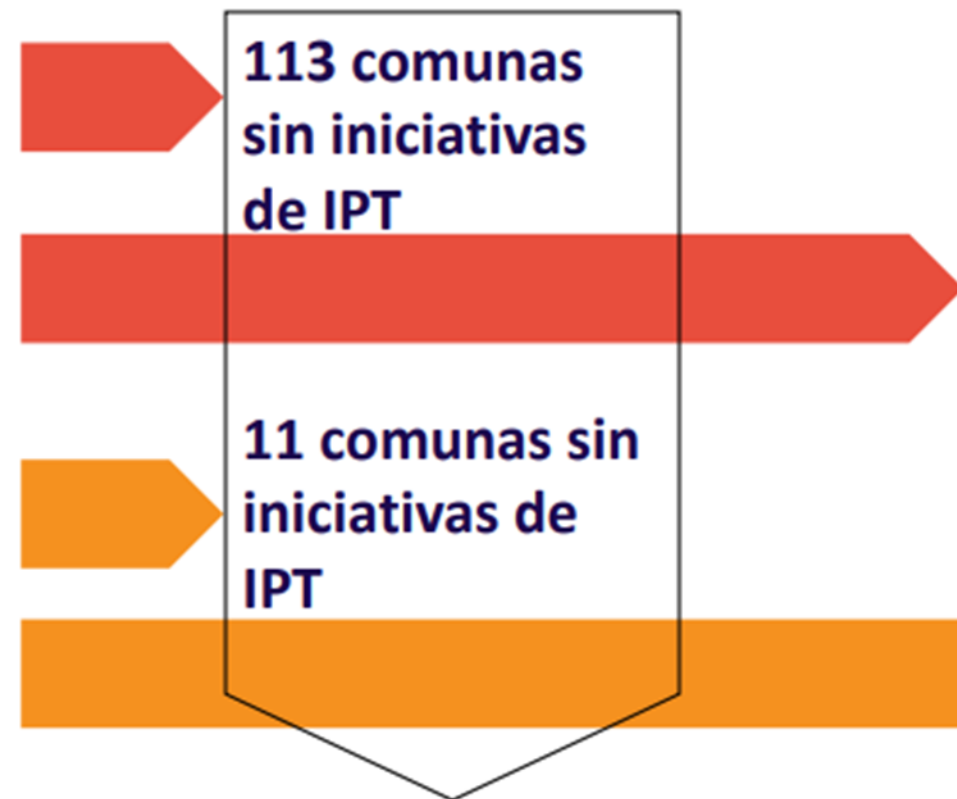 113 comunas
sin iniciativas
de IPT
11 comunas sin
iniciativas de
IPT